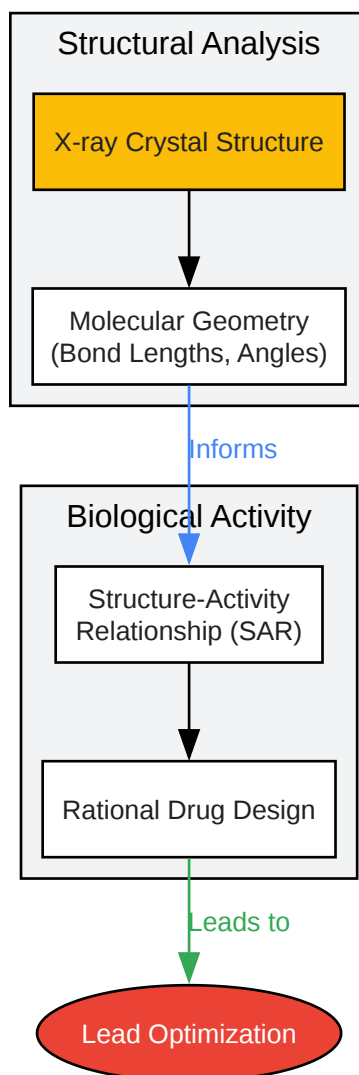 Structural Analysis
X-ray Crystal Structure
Molecular Geometry
(Bond Lengths, Angles)
Informs
Biological Activity
Structure-Activity
Relationship (SAR)
Rational Drug Design
Leads to
Lead Optimization